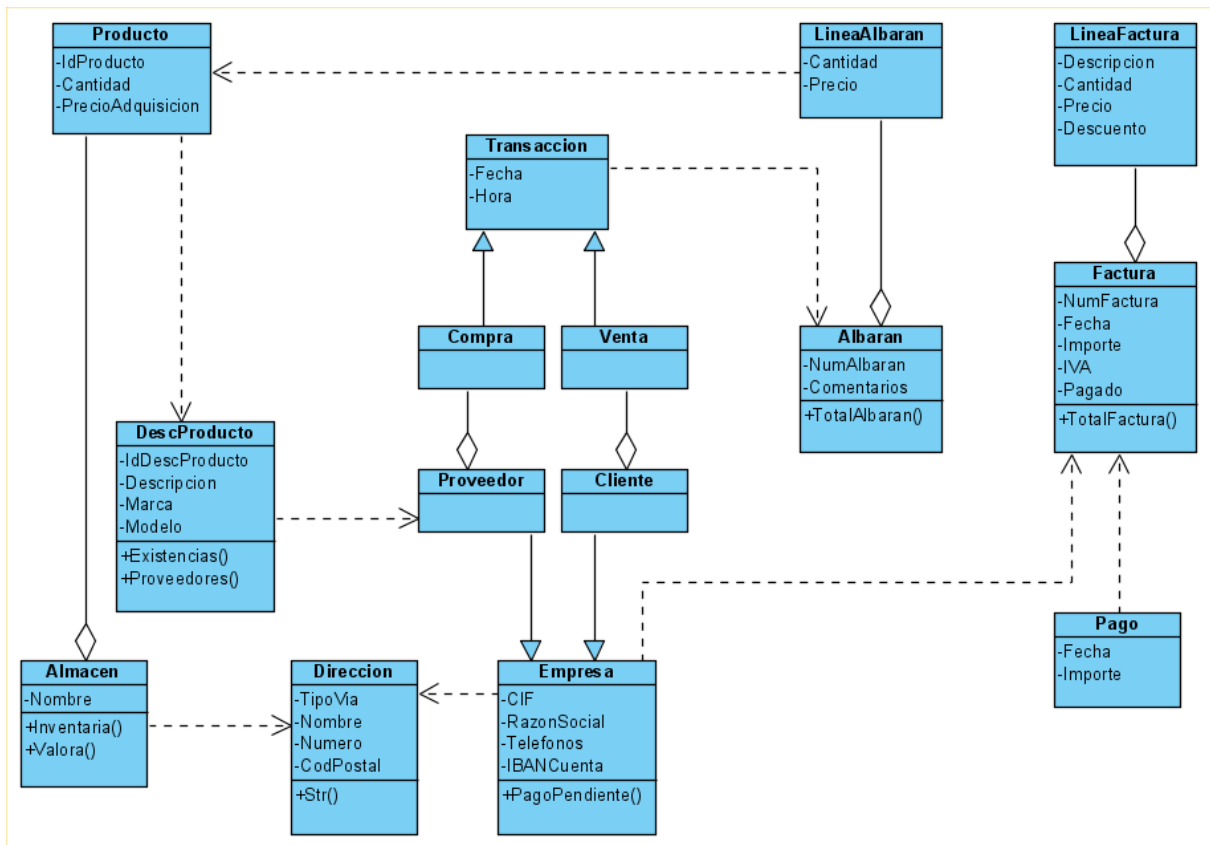 Producto
-IdProducto
-Cantidad
-PrecioAdquisicion
LineaAlbaran
-Cantidad
-Precio
LineaFactura
-Descripcion
-Cantidad
-Precio
-Descuento
Transaccion
-Fecha
-Hora
Compra
Venta
Albaran
-NumAlbaran
-Comentarios
+TotalAlbaran()
Factura
-NumFactura
-Fecha
-Importe
-IVA
-Pagado
+TotalFactura()
DescProducto
-IdDescProducto
-Descripcion
-Marca
-Modelo
+Existencias()
+Proveedores()
Proveedor
Cliente
Almacen
-Nombre
+Inventaria()
+Valora()
Direccion
-TipoVia
-Nombre
-Numero
-CodPostal
+Str()
Empresa
-CIF
-RazonSocial
-Telefonos
-IBANCuenta
+PagoPendiente()
Pago
-Fecha
-Importe